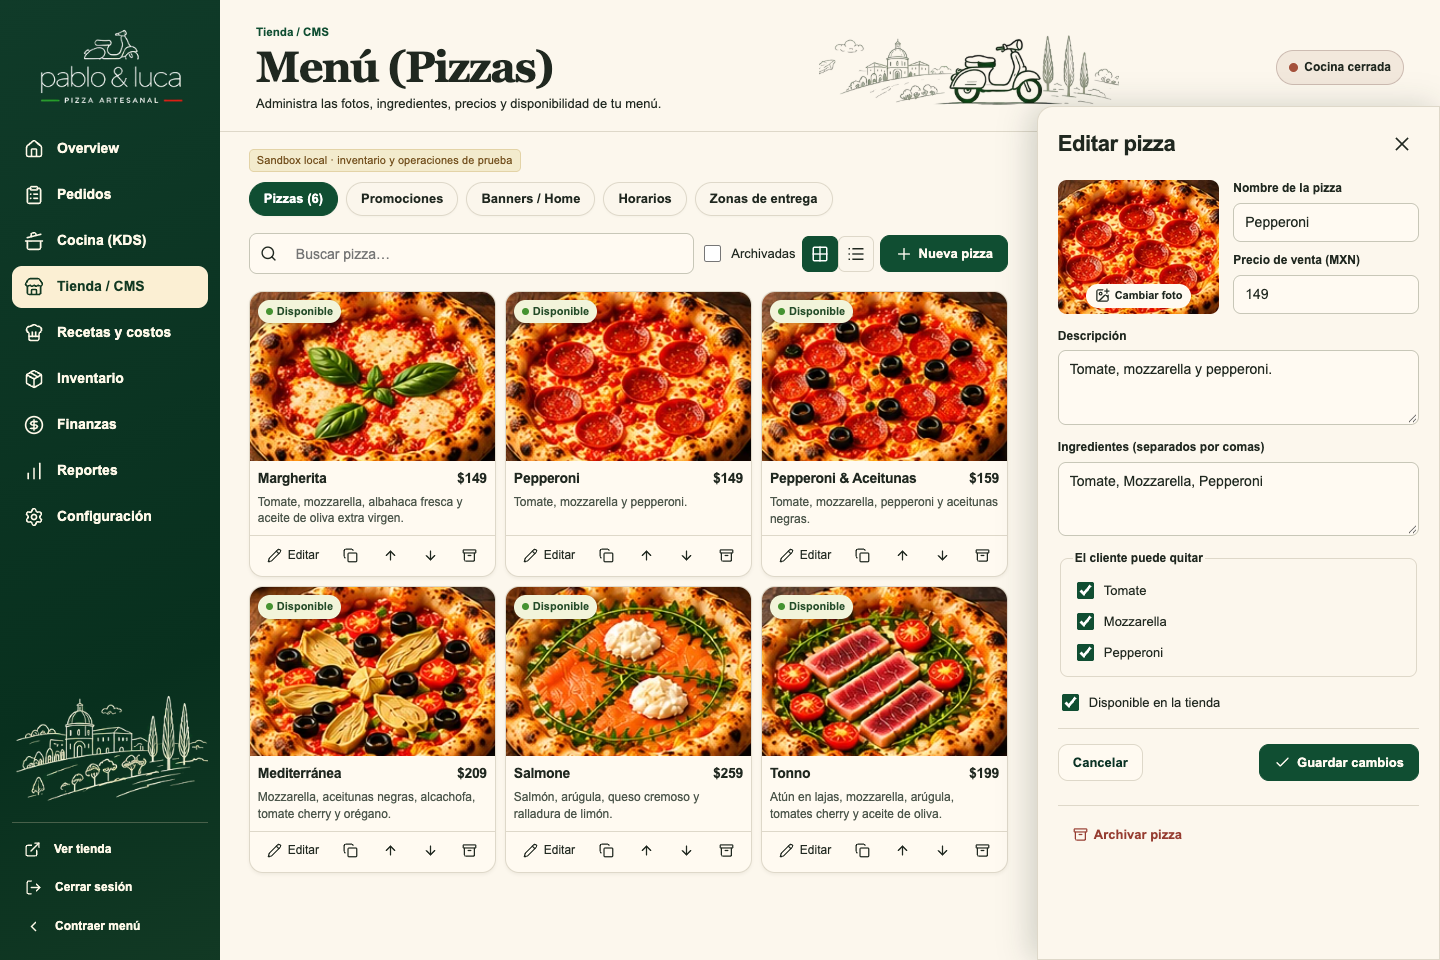 pablo & luca
PIZZA ARTESANAL
Overview
Pedidos
Cocina (KDS)
Tienda / CMS
Recetas y costos
Inventario
Finanzas
Reportes
Configuración
Ver tienda
Cerrar sesión
Contraer menú
Tienda / CMS
Menú (Pizzas)
Administra las fotos, ingredientes, precios y disponibilidad de tu menú.
Cocina cerrada
Sandbox local · inventario y operaciones de prueba
Pizzas (6)
Promociones
Banners / Home
Horarios
Zonas de entrega
Buscar pizza…
Archivadas
Nueva pizza
Disponible
Margherita $149
Tomate, mozzarella, albahaca fresca y
aceite de oliva extra virgen.
Editar
Disponible
Pepperoni $149
Tomate, mozzarella y pepperoni.
Editar
Disponible
Pepperoni & Aceitunas $159
Tomate, mozzarella, pepperoni y aceitunas
negras.
Editar
Disponible
Mediterránea $209
Mozzarella, aceitunas negras, alcachofa,
tomate cherry y orégano.
Editar
Disponible
Salmone $259
Salmón, arúgula, queso cremoso y
ralladura de limón.
Editar
Disponible
Tonno $199
Atún en lajas, mozzarella, arúgula,
tomates cherry y aceite de oliva.
Editar
Editar pizza
Cambiar foto
Nombre de la pizza
Pepperoni
Precio de venta (MXN)
149
Descripción
Tomate, mozzarella y pepperoni.
Ingredientes (separados por comas)
Tomate, Mozzarella, Pepperoni
El cliente puede quitar
Tomate
Mozzarella
Pepperoni
Disponible en la tienda
Cancelar
Guardar cambios
Archivar pizza